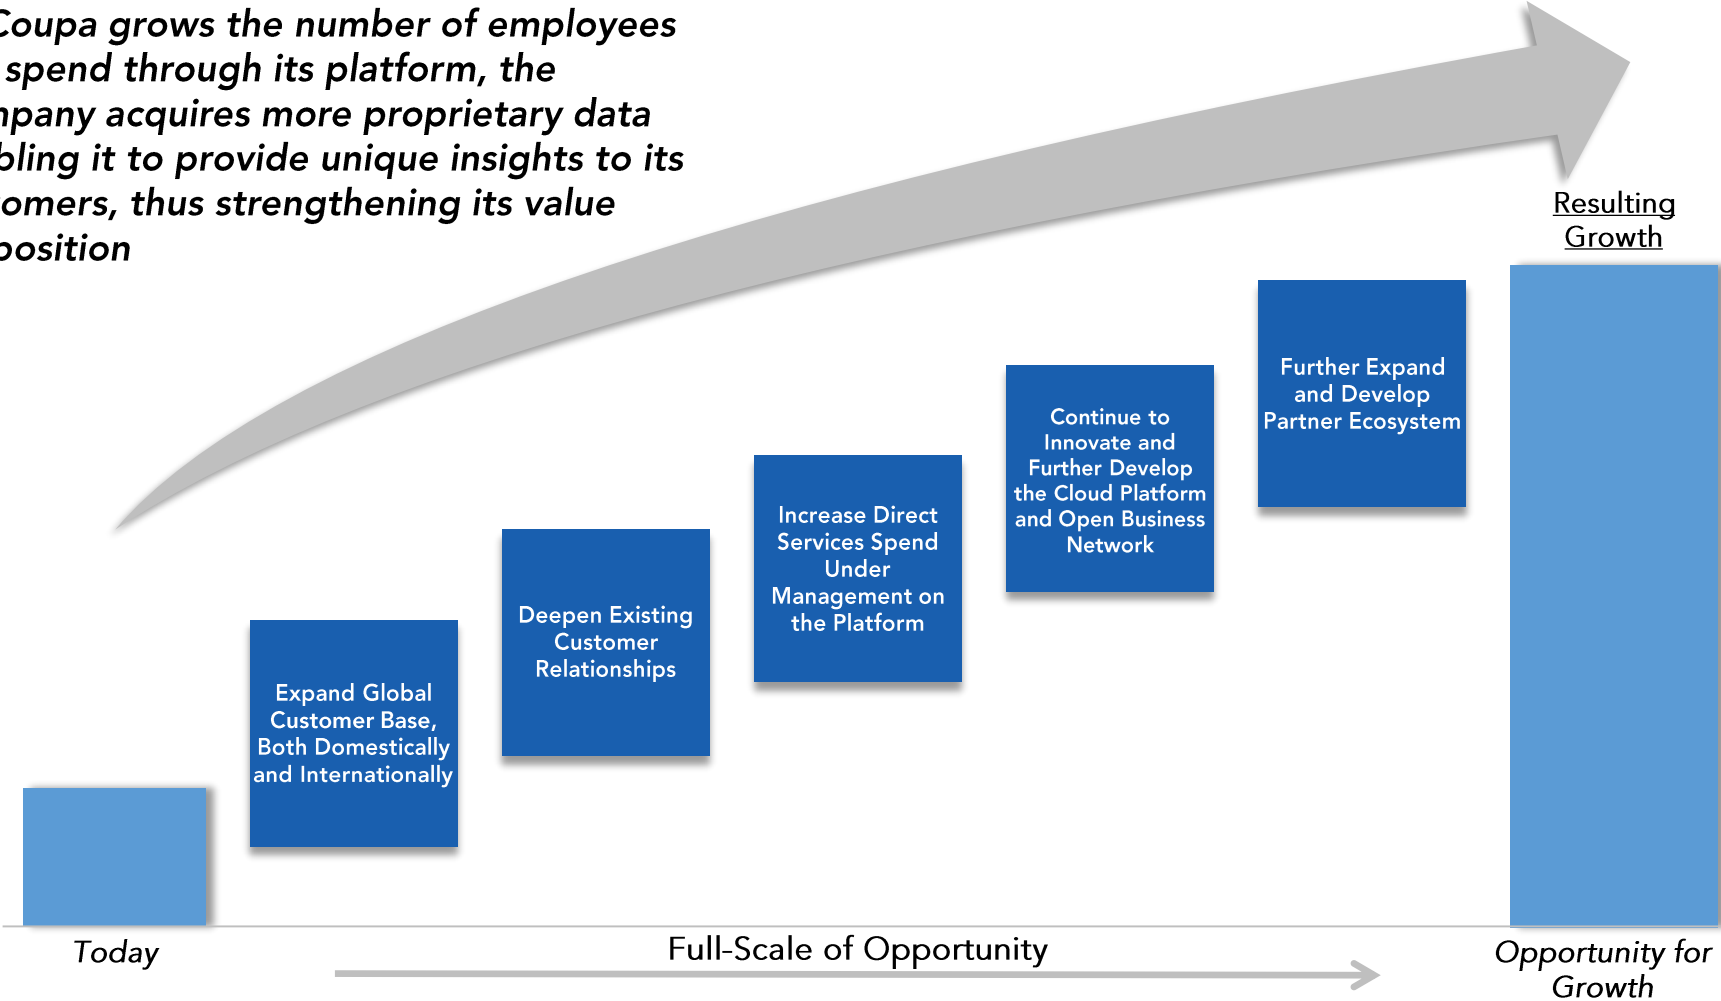 Coupa grows the number of employees
spend through its platform, the
mpany acquires more proprietary data
bling it to provide unique insights to its
omers, thus strengthening its value
position
Resulting
Growth
Further Expand
and Develop
Partner Ecosystem
Continue to
Innovate and
Further Develop
the Cloud Platform
and Open Business
Network
Increase Direct
Services Spend
Under
Management on
the Platform
Deepen Existing
Customer
Relationships
Expand Global
Customer Base,
Both Domestically
and Internationally
Today
Full-Scale of Opportunity
Opportunity for
Growth